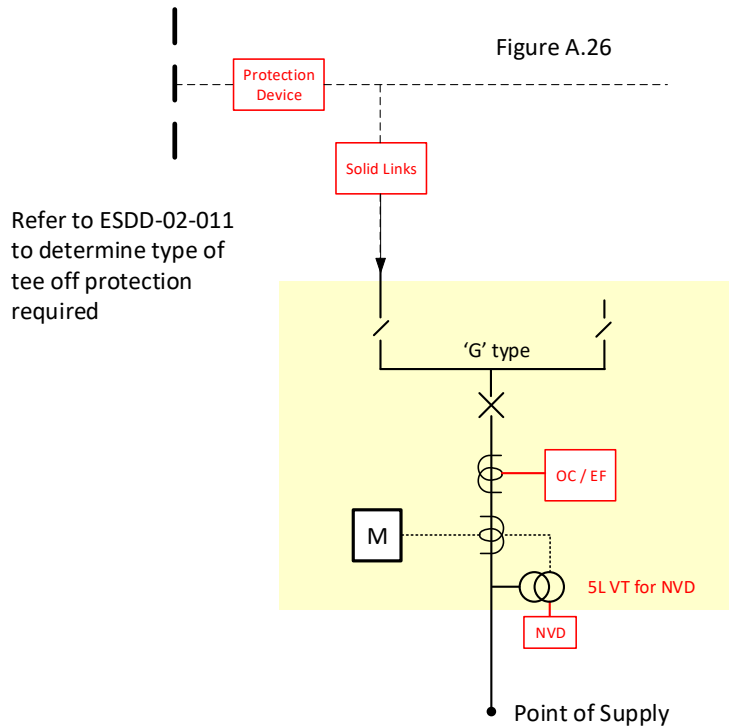 Figure A.26
Protection
Device
Solid Links
Refer to ESDD-02-011
to determine type of
tee off protection
required
‘G’ type
OC / EF
M
5L VT for NVD
NVD
Point of Supply